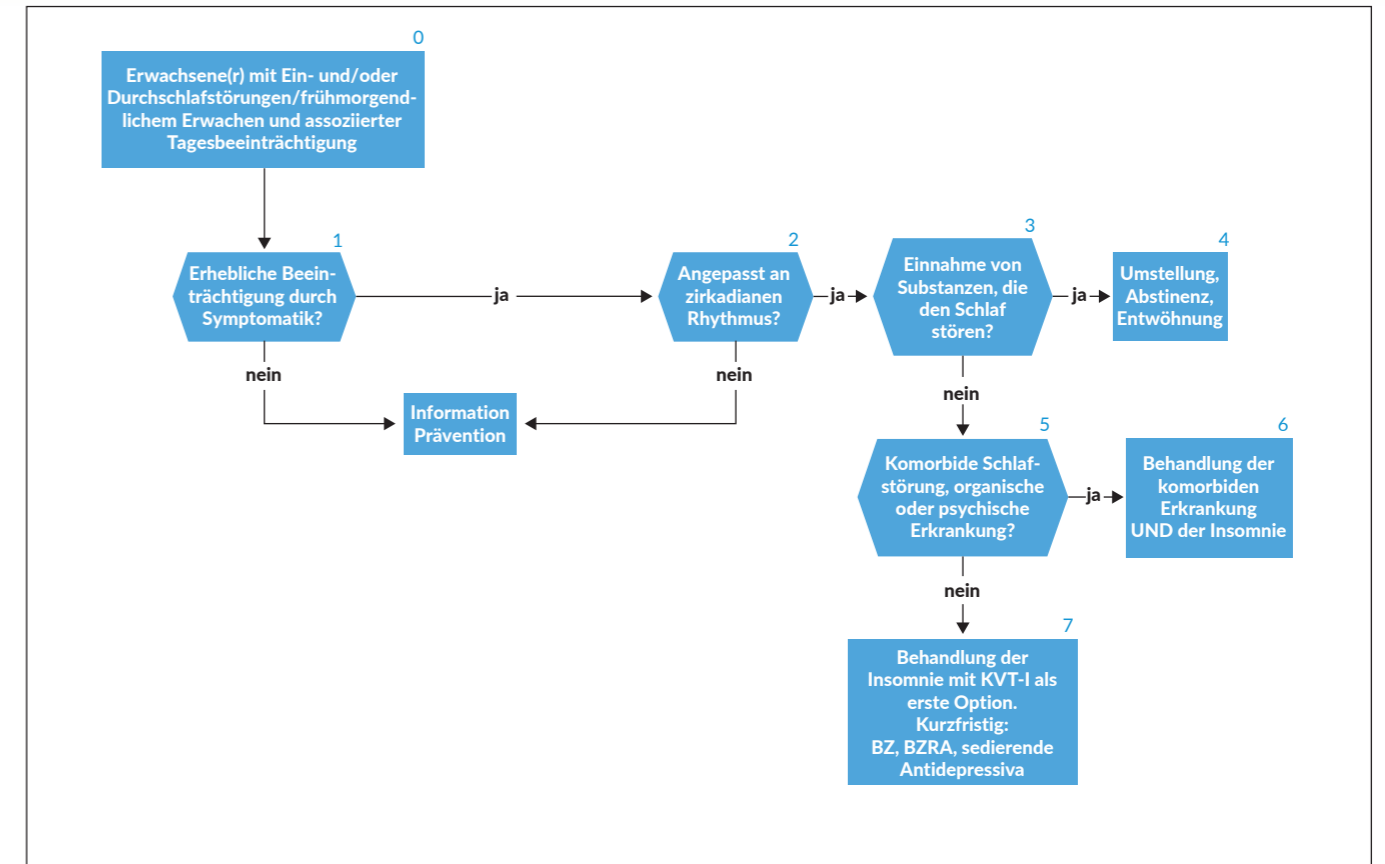 0
Erwachsene(r) mit Ein- und/oder
Durchschlafstörungen/frühmorgend-
lichem Erwachen und assoziierter
Tagesbeeinträchtigung
1
Erhebliche Beein-
trächtigung durch
Symptomatik?
ja
2
Angepasst an
zirkadianen
Rhythmus?
ja
3
Einnahme von
Substanzen, die
den Schlaf
stören?
ja
4
Umstellung,
Abstinenz,
Entwöhnung
nein
nein
nein
Information
Prävention
5
Komorbide Schlaf-
störung, organische
oder psychische
Erkrankung?
ja
6
Behandlung der
komorbiden
Erkrankung
UND der Insomnie
nein
7
Behandlung der
Insomnie mit KVT-I als
erste Option.
Kurzfristig:
BZ, BZRA, sedierende
Antidepressiva